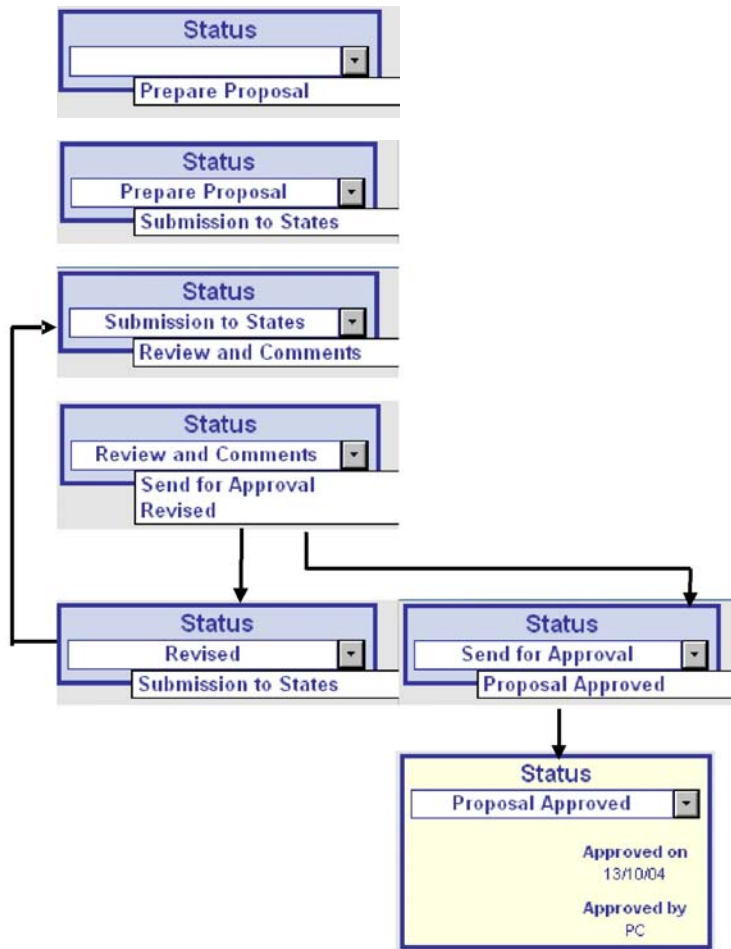 Status
Prepare Proposal
Status
Prepare Proposal
Submission to States
Status
Submission to States
Review and Comments
Status
Review and Comments
Send for Approval
Revised
Status
Revised
Submission to States
Status
Send for Approval
Proposal Approved
Status
Proposal Approved
Approved on
13/10/04
Approved by
PC